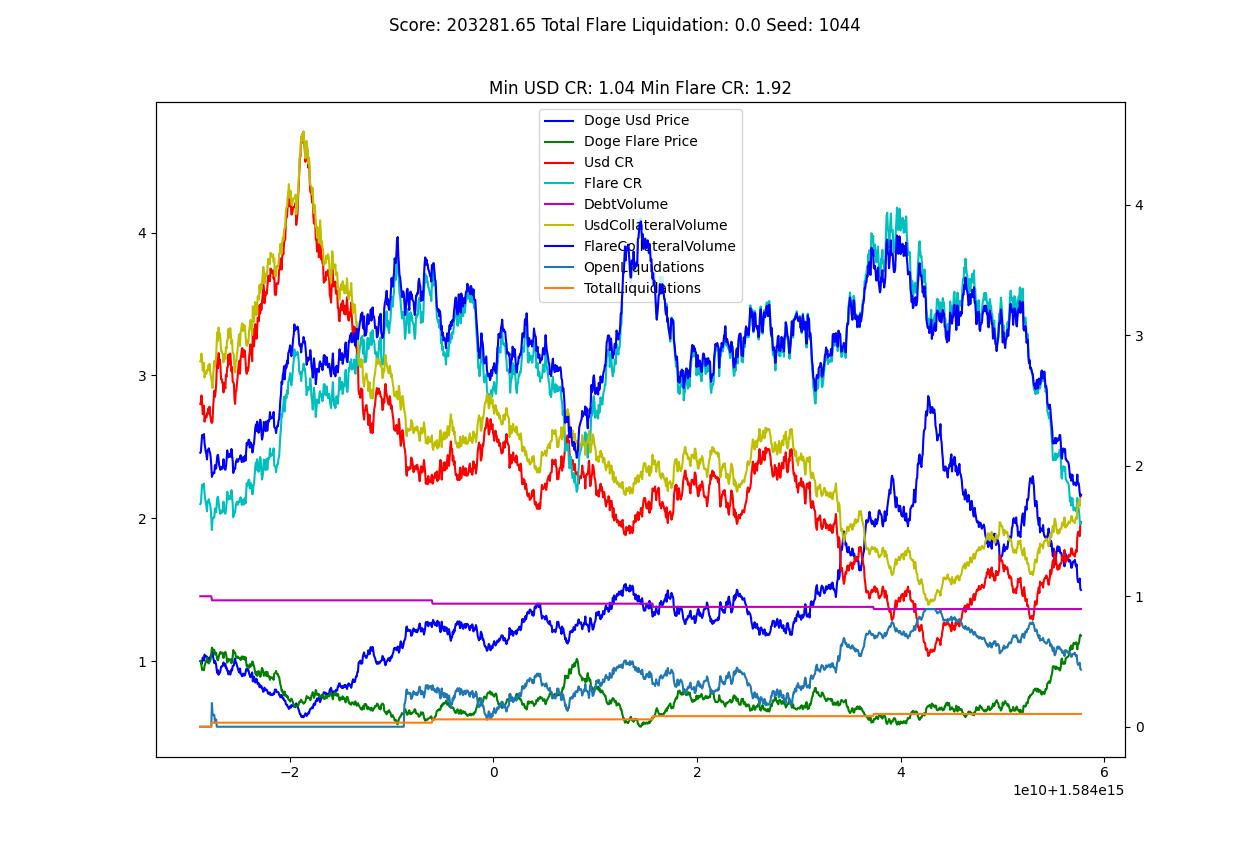 Score: 203281.65 Total Flare Liquidation: 0.0 Seed: 1044
Min USD CR: 1.04 Min Flare CR: 1.92
Doge Usd Price
Doge Flare Price
Usd CR
Flare CR
DebtVolume
UsdCollateralVolume
FlareCollateralVolume
OpenLiquidations
TotalLiquidations
4
3
2
1
4
3
2
1
0
−2
0
2
4
6
1e10+1.584e15